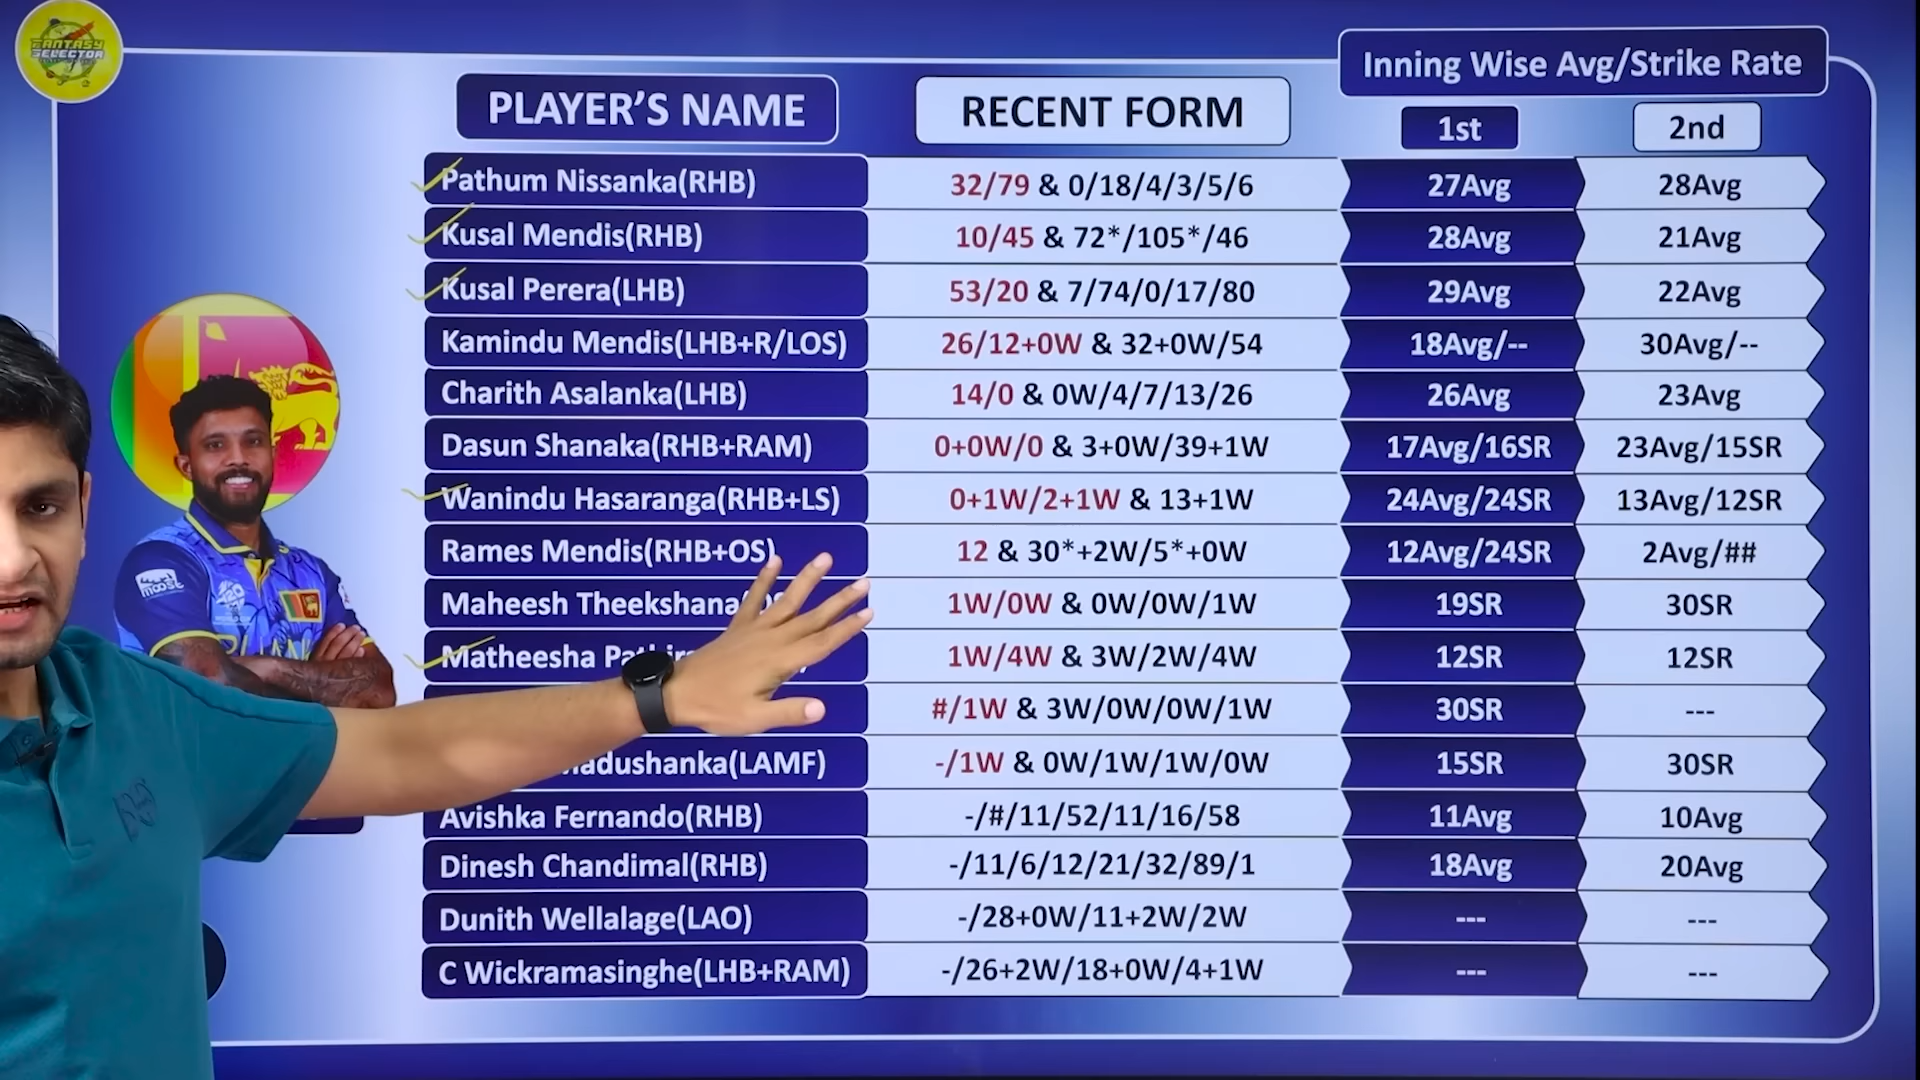 FANTASY
SELECTOR
Inning Wise Avg/Strike Rate
PLAYER'S NAME RECENT FORM 1st 2nd
Pathum Nissanka(RHB) 32/79 & 0/18/4/3/5/6 27Avg 28Avg
Kusal Mendis(RHB) 10/45 & 72*/105*/46 28Avg 21Avg
Kusal Perera(LHB) 53/20 & 7/74/0/17/80 29Avg 22Avg
Kamindu Mendis(LHB+R/LOS) 26/12+0W & 32+0W/54 18Avg/-- 30Avg/--
Charith Asalanka(LHB) 14/0 & 0W/4/7/13/26 26Avg 23Avg
Dasun Shanaka(RHB+RAM) 0+0W/0 & 3+0W/39+1W 17Avg/16SR 23Avg/15SR
Wanindu Hasaranga(RHB+LS) 0+1W/2+1W & 13+1W 24Avg/24SR 13Avg/12SR
Rames Mendis(RHB+OS) 12 & 30*+2W/5*+0W 12Avg/24SR 2Avg/##
Maheesh Theekshana 1W/0W & 0W/0W/1W 19SR 30SR
Matheesha 1W/4W & 3W/2W/4W 12SR 12SR
#/1W & 3W/0W/0W/1W 30SR ---
adushanka(LAMF) -/1W & 0W/1W/1W/0W 15SR 30SR
Avishka Fernando(RHB) -/#/11/52/11/16/58 11Avg 10Avg
Dinesh Chandimal(RHB) -/11/6/12/21/32/89/1 18Avg 20Avg
Dunith Wellalage(LAO) -/28+0W/11+2W/2W --- ---
C Wickramasinghe(LHB+RAM) -/26+2W/18+0W/4+1W --- ---